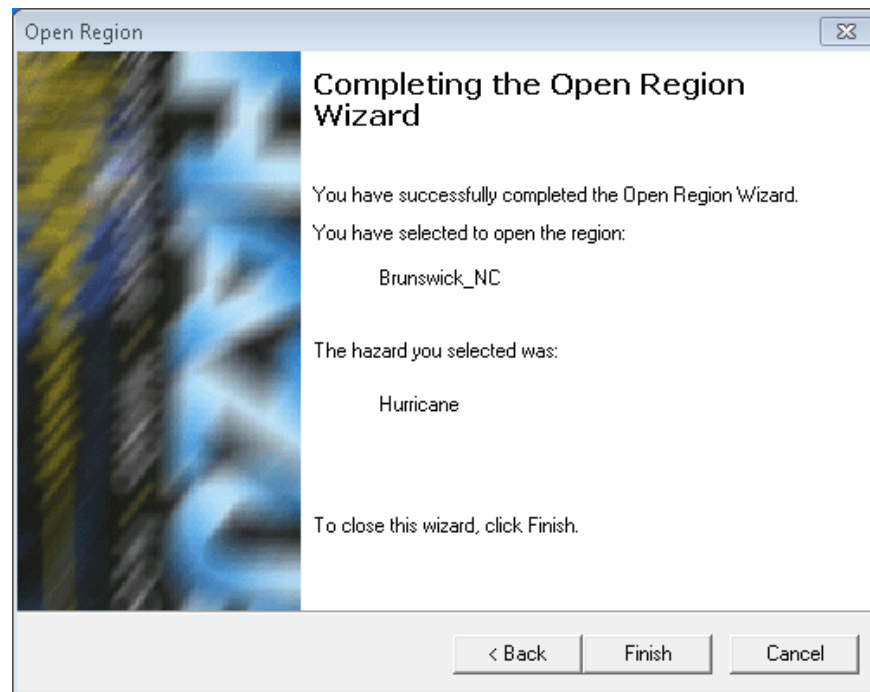 Open Region
Completing the Open Region
Wizard
You have successfully completed the Open Region Wizard.
You have selected to open the region:
Brunswick_NC
The hazard you selected was:
Hurricane
To close this wizard, click Finish.
< Back
Finish
Cancel